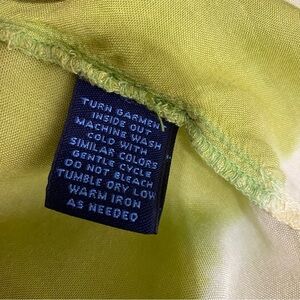 TURN GARMENT
INSIDE OUT
MACHINE WASH
COLD WITH
SIMILAR COLORS
GENTLE CYCLE
DO NOT BLEACH
TUMBLE DRY LOW
WARM IRON
AS NEEDED